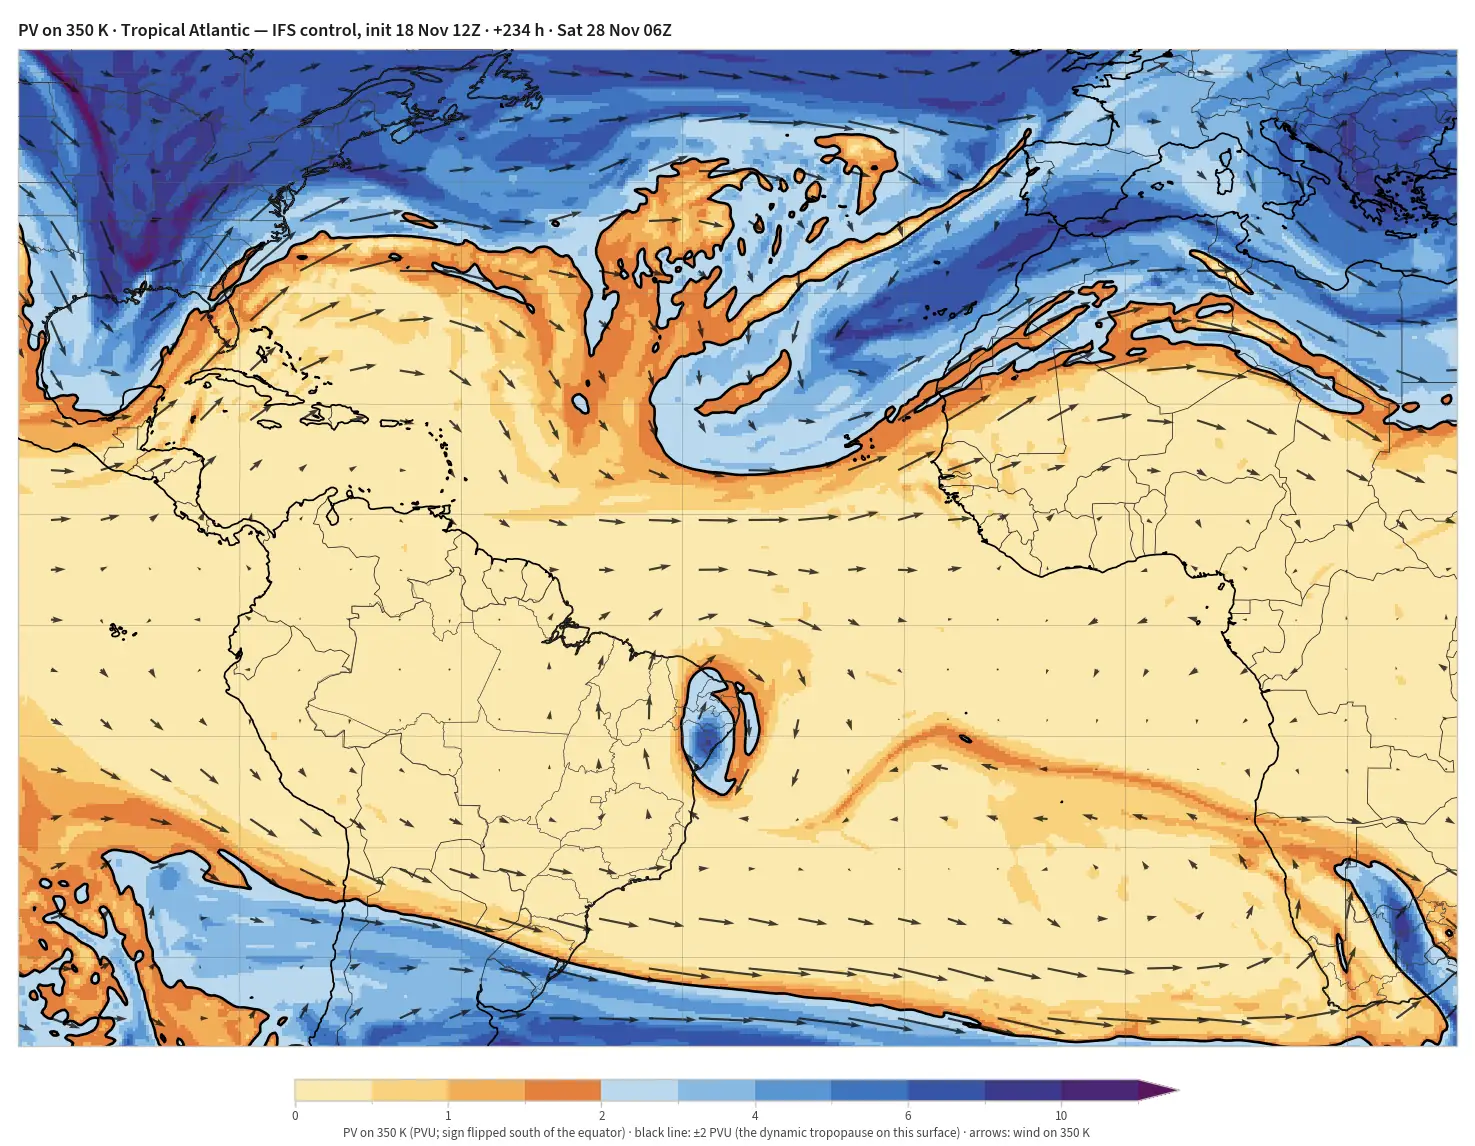 PV on 350 K · Tropical Atlantic — IFS control, init 18 Nov 12Z · +234 h · Sat 28 Nov 06Z
0 1 2 4 6 10
PV on 350 K (PVU; sign flipped south of the equator) · black line: ±2 PVU (the dynamic tropopause on this surface) · arrows: wind on 350 K